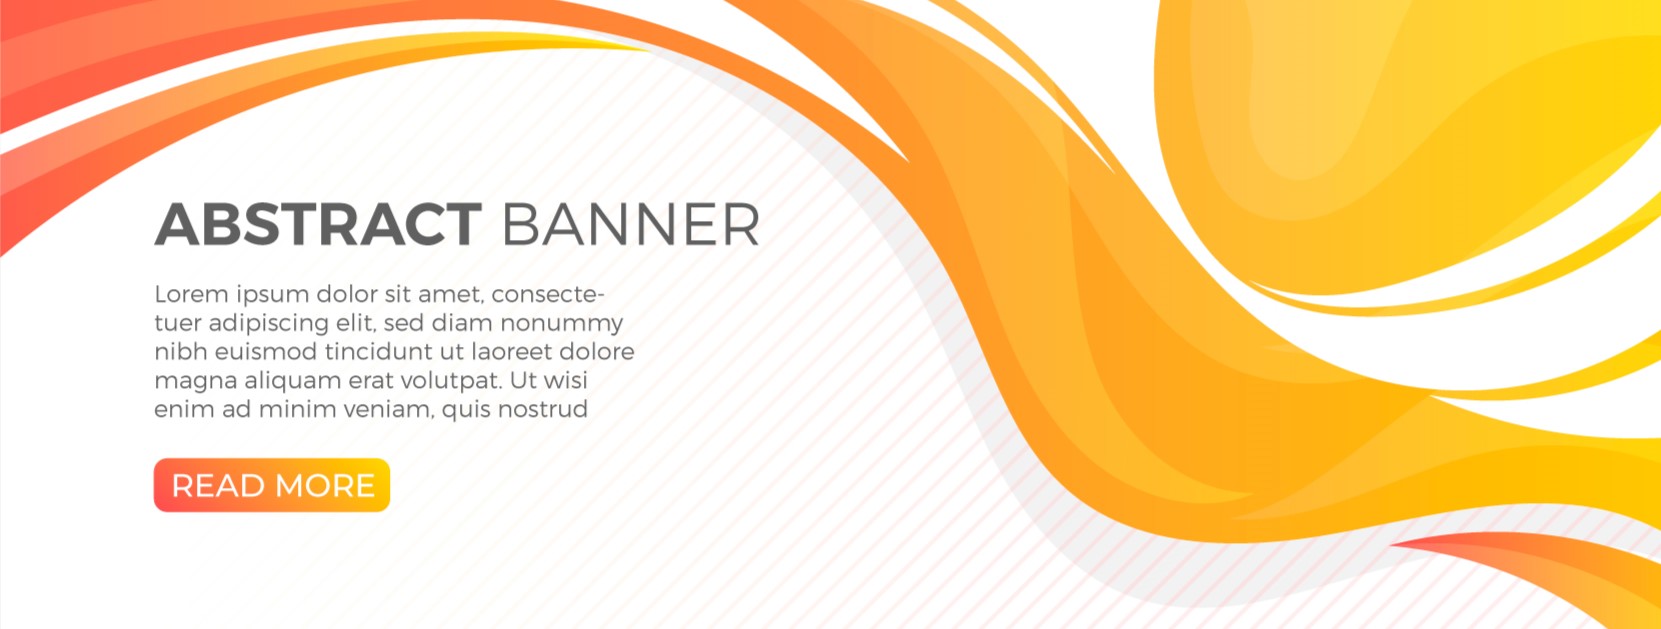 ABSTRACT BANNER
Lorem ipsum dolor sit amet, consecte-
tuer adipiscing elit, sed diam nonummy
nibh euismod tincidunt ut laoreet dolore
magna aliquam erat volutpat. Ut wisi
enim ad minim veniam, quis nostrud
READ MORE